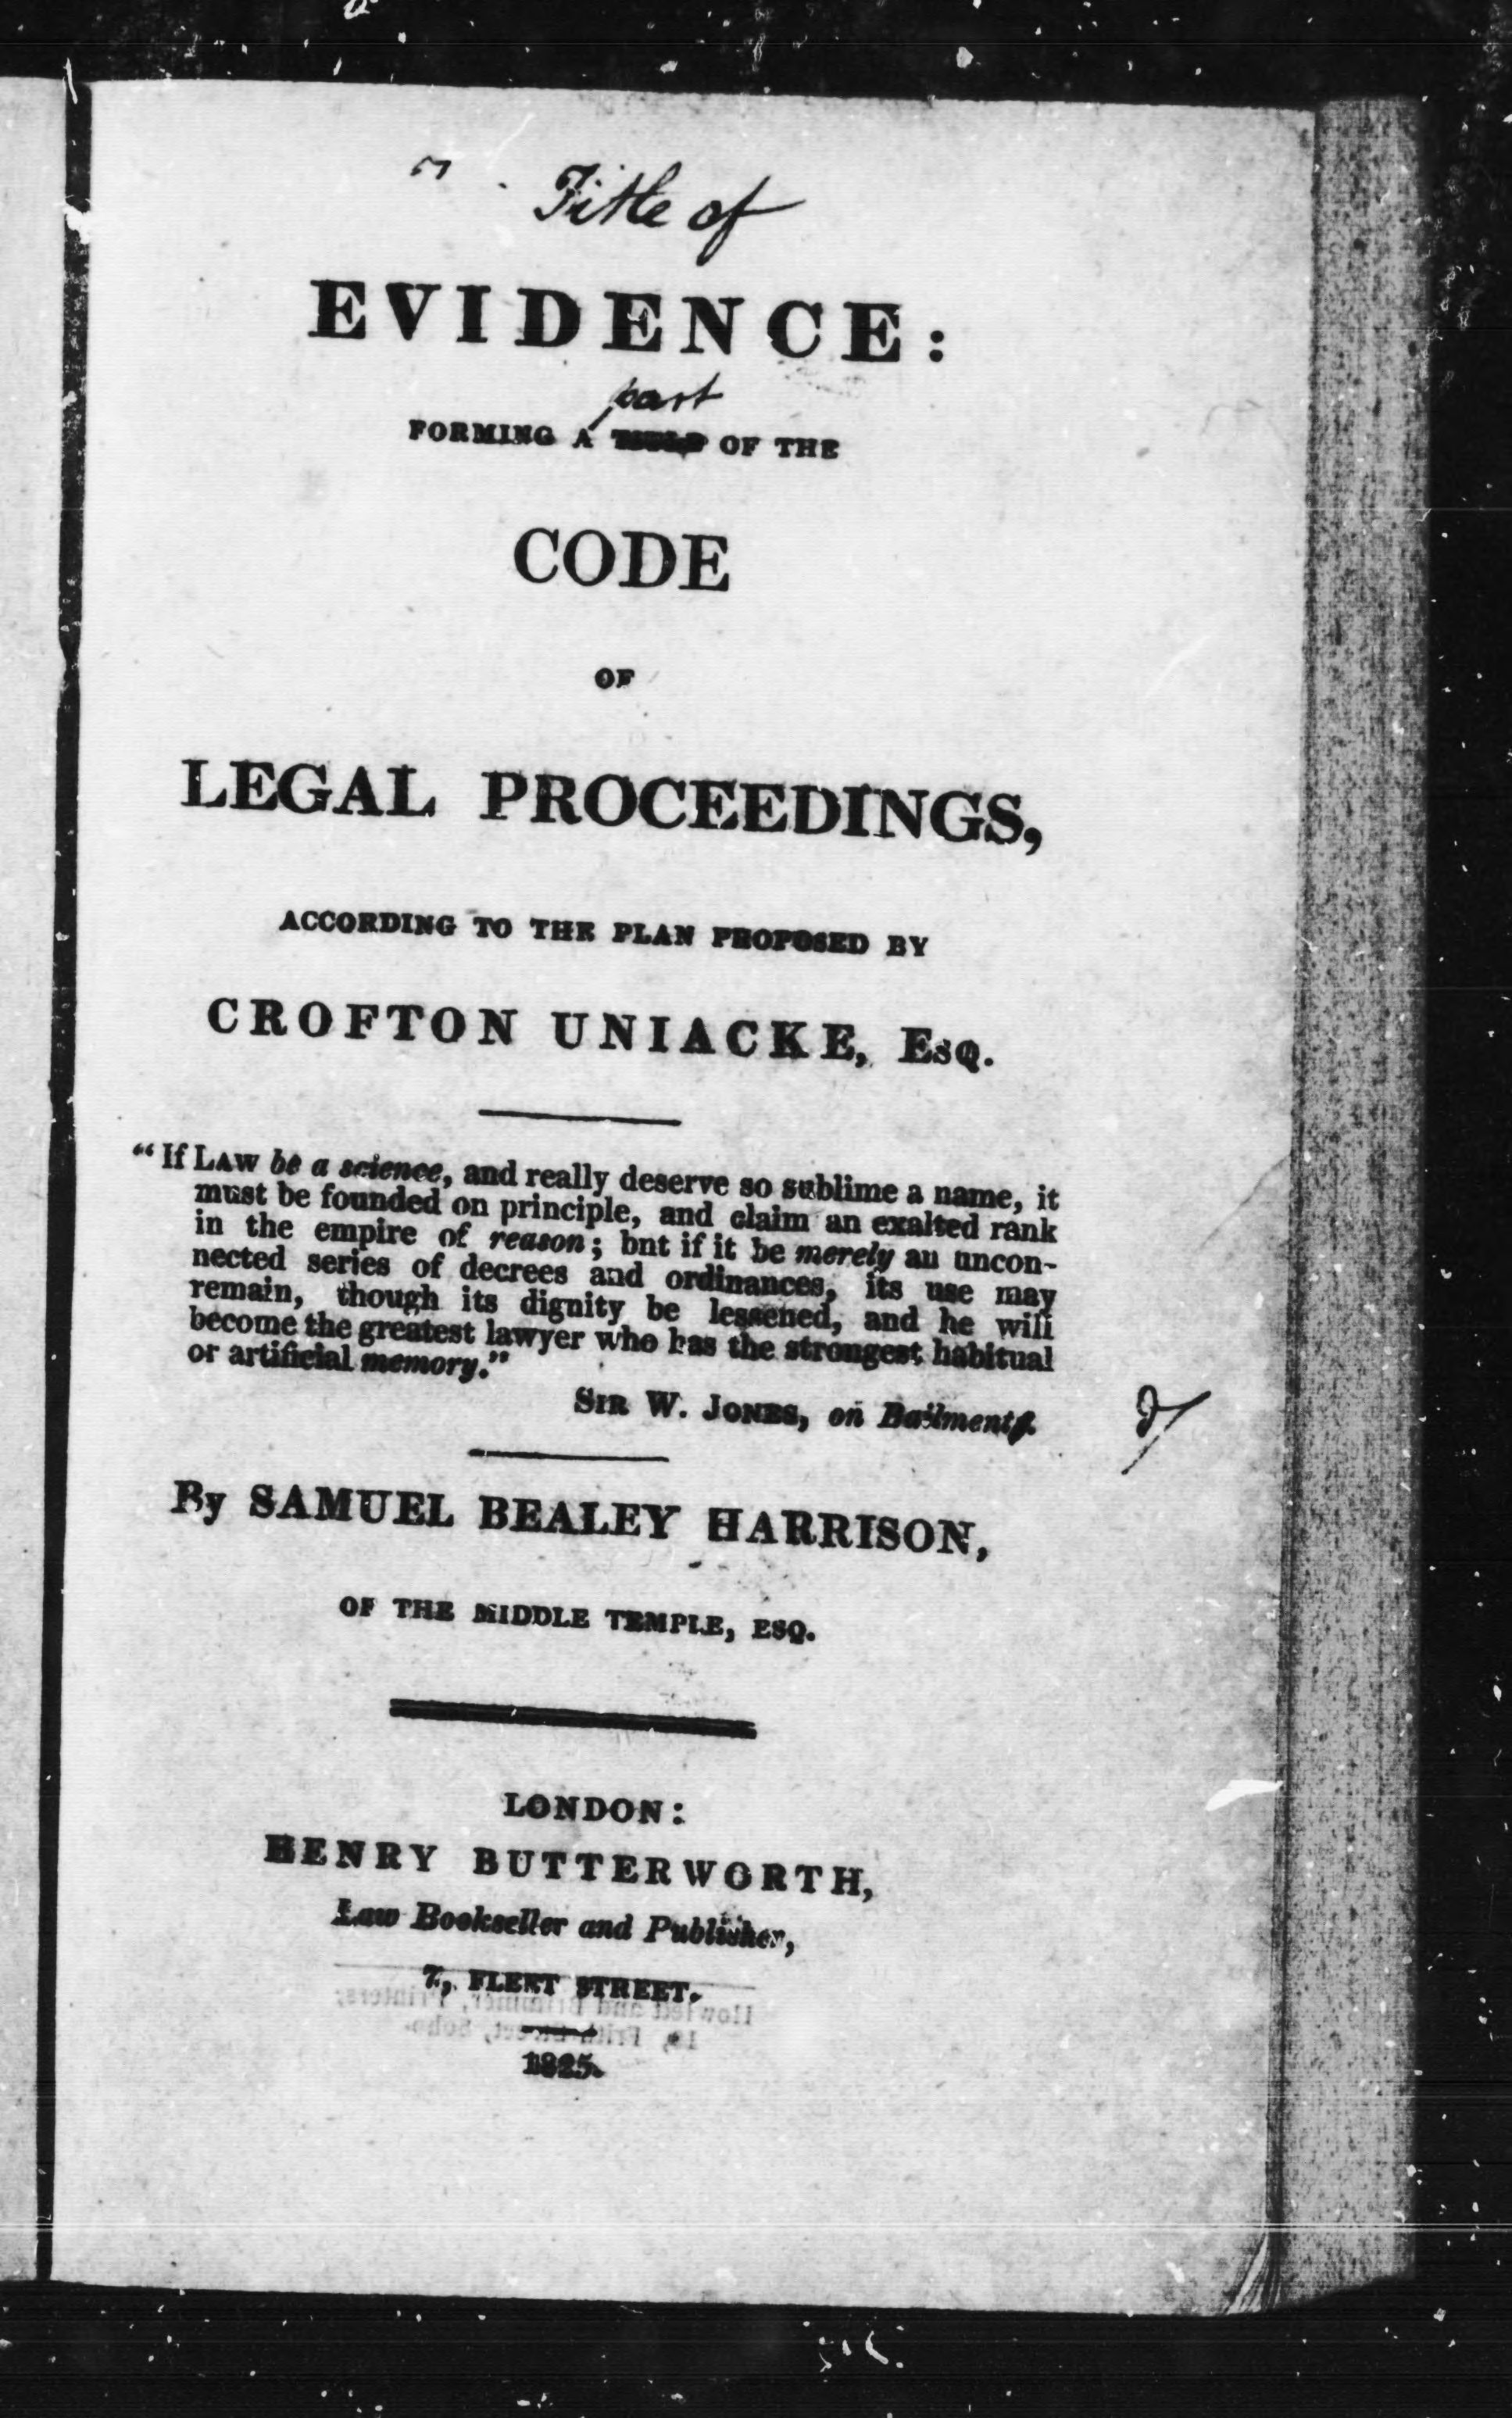 Title of
EVIDENCE:
part
FORMING A TITLE OF THE
CODE
OF
LEGAL PROCEEDINGS,
ACCORDING TO THE PLAN PROPOSED BY
CROFTON UNIACKE, ESQ.
“If LAW be a science, and really deserve so sublime a name, it
must be founded on principle, and claim an exalted rank
in the empire of reason; bnt if it be merely an uncon-
nected series of decrees and ordinances, its use may
remain, though its dignity be lessened, and he will
become the greatest lawyer who has the strongest habitual
or artificial memory.”
SIR W. JONES, on Bailments.
By SAMUEL BEALEY HARRISON,
OF THE MIDDLE TEMPLE, ESQ.
LONDON:
HENRY BUTTERWORTH,
Law Bookseller and Publisher,
7, FLEET STREET.
1825.